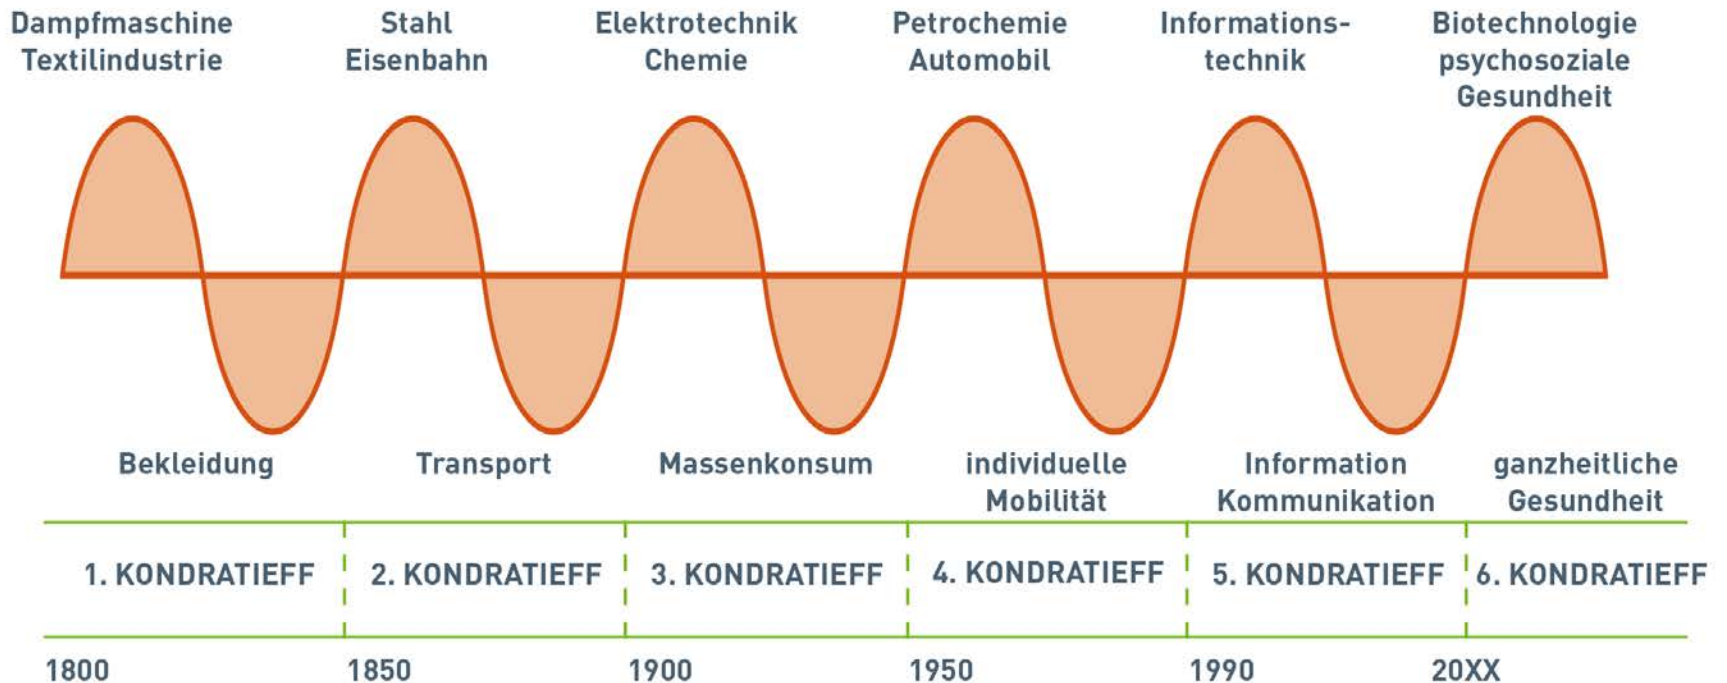 Dampfmaschine
Textilindustrie
Stahl
Eisenbahn
Elektrotechnik
Chemie
Petrochemie
Automobil
Informations-
technik
Biotechnologie
psychosoziale
Gesundheit
Bekleidung
Transport
Massenkonsum
individuelle
Mobilität
Information
Kommunikation
ganzheitliche
Gesundheit
1. KONDRATIEFF
2. KONDRATIEFF
3. KONDRATIEFF
4. KONDRATIEFF
5. KONDRATIEFF
6. KONDRATIEFF
1800
1850
1900
1950
1990
20XX